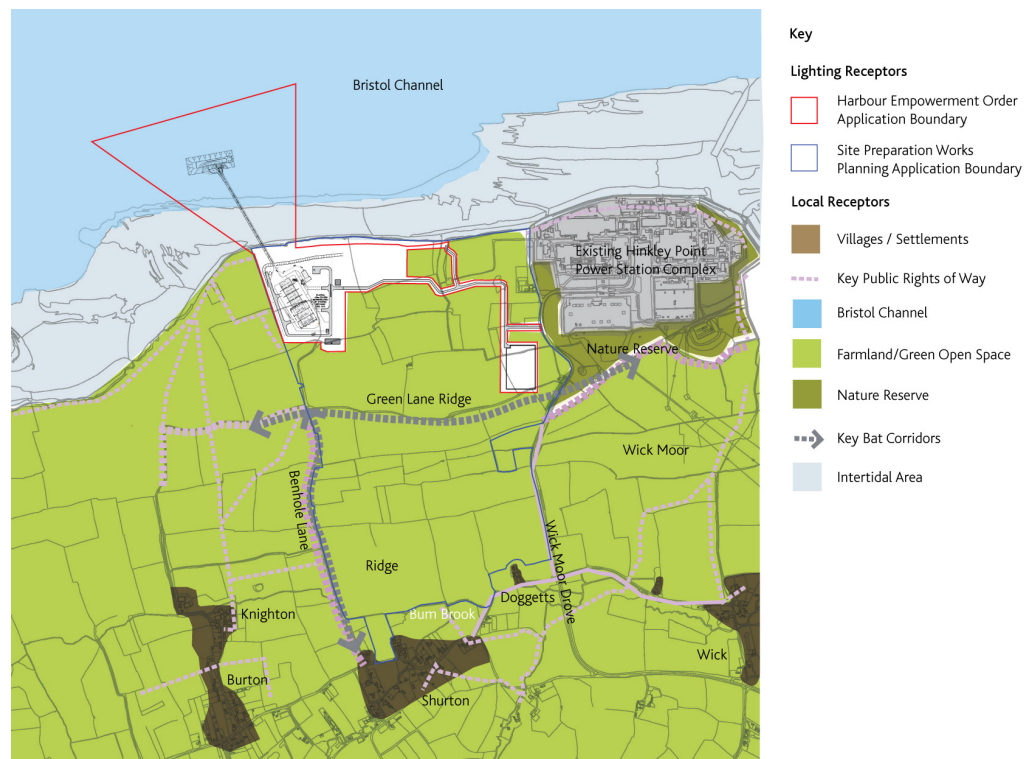 Bristol Channel
Existing Hinkley Point
Power Station Complex
Nature Reserve
Green Lane Ridge
Wick Moor
Benhole Lane
Wick Moor Drove
Ridge
Doggetts
Knighton
Bum Brook
Wick
Burton
Shurton
Key
Lighting Receptors
Harbour Empowerment Order
Application Boundary
Site Preparation Works
Planning Application Boundary
Local Receptors
Villages / Settlements
Key Public Rights of Way
Bristol Channel
Farmland/Green Open Space
Nature Reserve
Key Bat Corridors
Intertidal Area